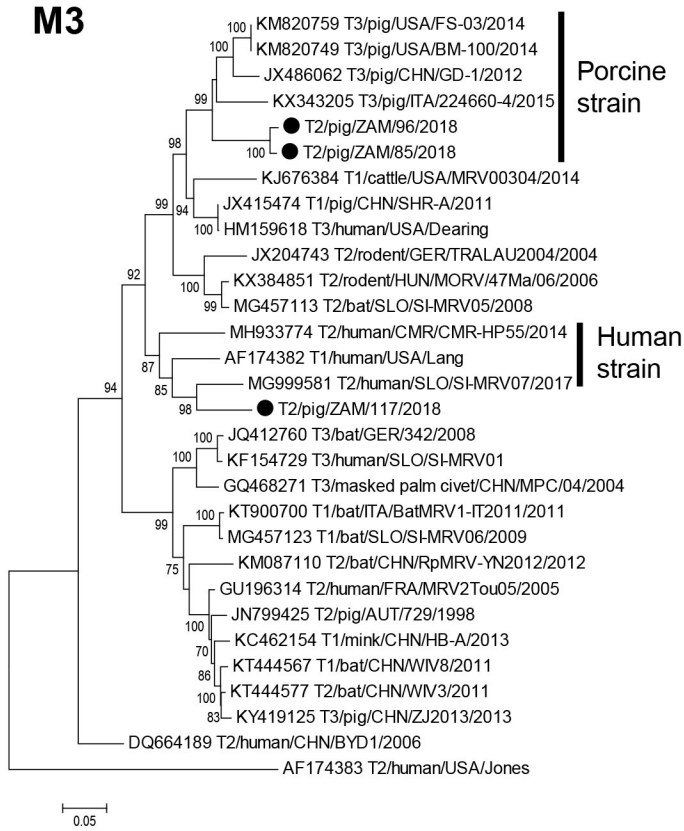 M3
KM820759 T3/pig/USA/FS-03/2014
100
KM820749 T3/pig/USA/BM-100/2014
100
JX486062 T3/pig/CHN/GD-1/2012
Porcine
strain
99
KX343205 T3/pig/ITA/224660-4/2015
T2/pig/ZAM/96/2018
100
T2/pig/ZAM/85/2018
98
KJ676384 T1/cattle/USA/MRV00304/2014
99
94
JX415474 T1/pig/CHN/SHR-A/2011
100
HM159618 T3/human/USA/Dearing
JX204743 T2/rodent/GER/TRALAU2004/2004
100
KX384851 T2/rodent/HUN/MORV/47Ma/06/2006
99
MG457113 T2/bat/SLO/SI-MRV05/2008
92
MH933774 T2/human/CMR/CMR-HP55/2014
Human
strain
87
AF174382 T1/human/USA/Lang
85
MG999581 T2/human/SLO/SI-MRV07/2017
98
T2/pig/ZAM/117/2018
94
JQ412760 T3/bat/GER/342/2008
100
KF154729 T3/human/SLO/SI-MRV01
100
GQ468271 T3/masked palm civet/CHN/MPC/04/2004
99
KT900700 T1/bat/ITA/BatMRV1-IT2011/2011
100
MG457123 T1/bat/SLO/SI-MRV06/2009
75
KM087110 T2/bat/CHN/RpMRV-YN2012/2012
GU196314 T2/human/FRA/MRV2Tou05/2005
100
JN799425 T2/pig/AUT/729/1998
70
KC462154 T1/mink/CHN/HB-A/2013
86
KT444567 T1/bat/CHN/WIV8/2011
100
KT444577 T2/bat/CHN/WIV3/2011
83
KY419125 T3/pig/CHN/ZJ2013/2013
DQ664189 T2/human/CHN/BYD1/2006
AF174383 T2/human/USA/Jones
0.05